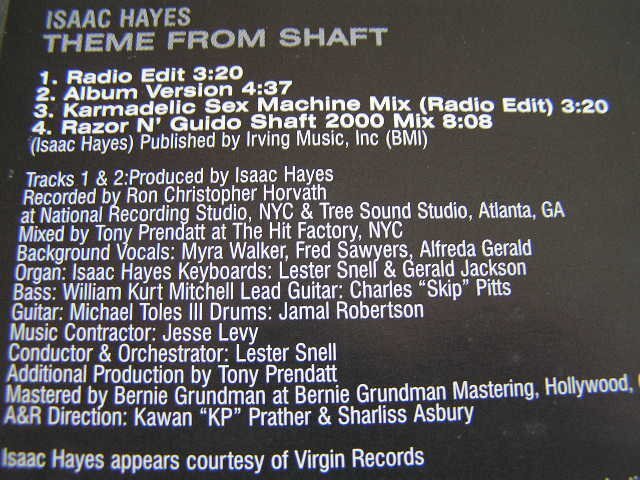 ISAAC HAYES
THEME FROM SHAFT
1. Radio Edit 3:20
2. Album Version 4:37
3. Karmadelic Sex Machine Mix (Radio Edit) 3:20
4. Razor N' Guido Shaft 2000 Mix 8:08
(Isaac Hayes) Published by Irving Music, Inc (BMI)
Tracks 1 & 2:Produced by Isaac Hayes
Recorded by Ron Christopher Horvath
at National Recording Studio, NYC & Tree Sound Studio, Atlanta, GA
Mixed by Tony Prendatt at The Hit Factory, NYC
Background Vocals: Myra Walker, Fred Sawyers, Alfreda Gerald
Organ: Isaac Hayes Keyboards: Lester Snell & Gerald Jackson
Bass: William Kurt Mitchell Lead Guitar: Charles "Skip" Pitts
Guitar: Michael Toles III Drums: Jamal Robertson
Music Contractor: Jesse Levy
Conductor & Orchestrator: Lester Snell
Additional Production by Tony Prendatt
Mastered by Bernie Grundman at Bernie Grundman Mastering, Hollywood,
A&R Direction: Kawan "KP" Prather & Sharliss Asbury
Isaac Hayes appears courtesy of Virgin Records